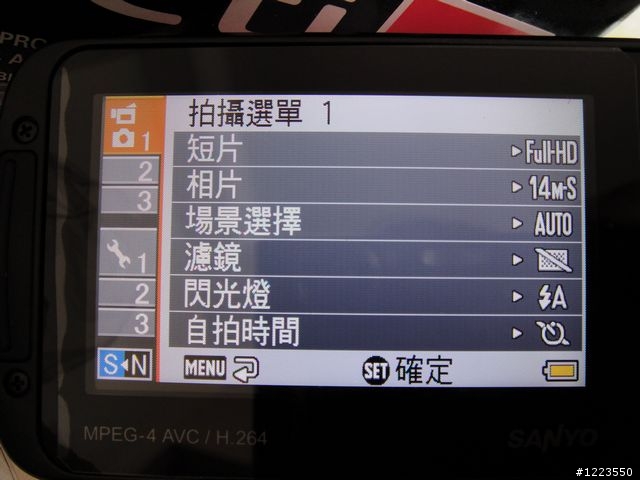 PRO
拍攝選單 1
1
短片 Full-HD
2
相片 14M-S
3
場景選擇 AUTO
濾鏡
1
閃光燈 A
2
自拍時間
3
S N MENU SET 確定
MPEG-4 AVC / H.264 SANYO
#1223550